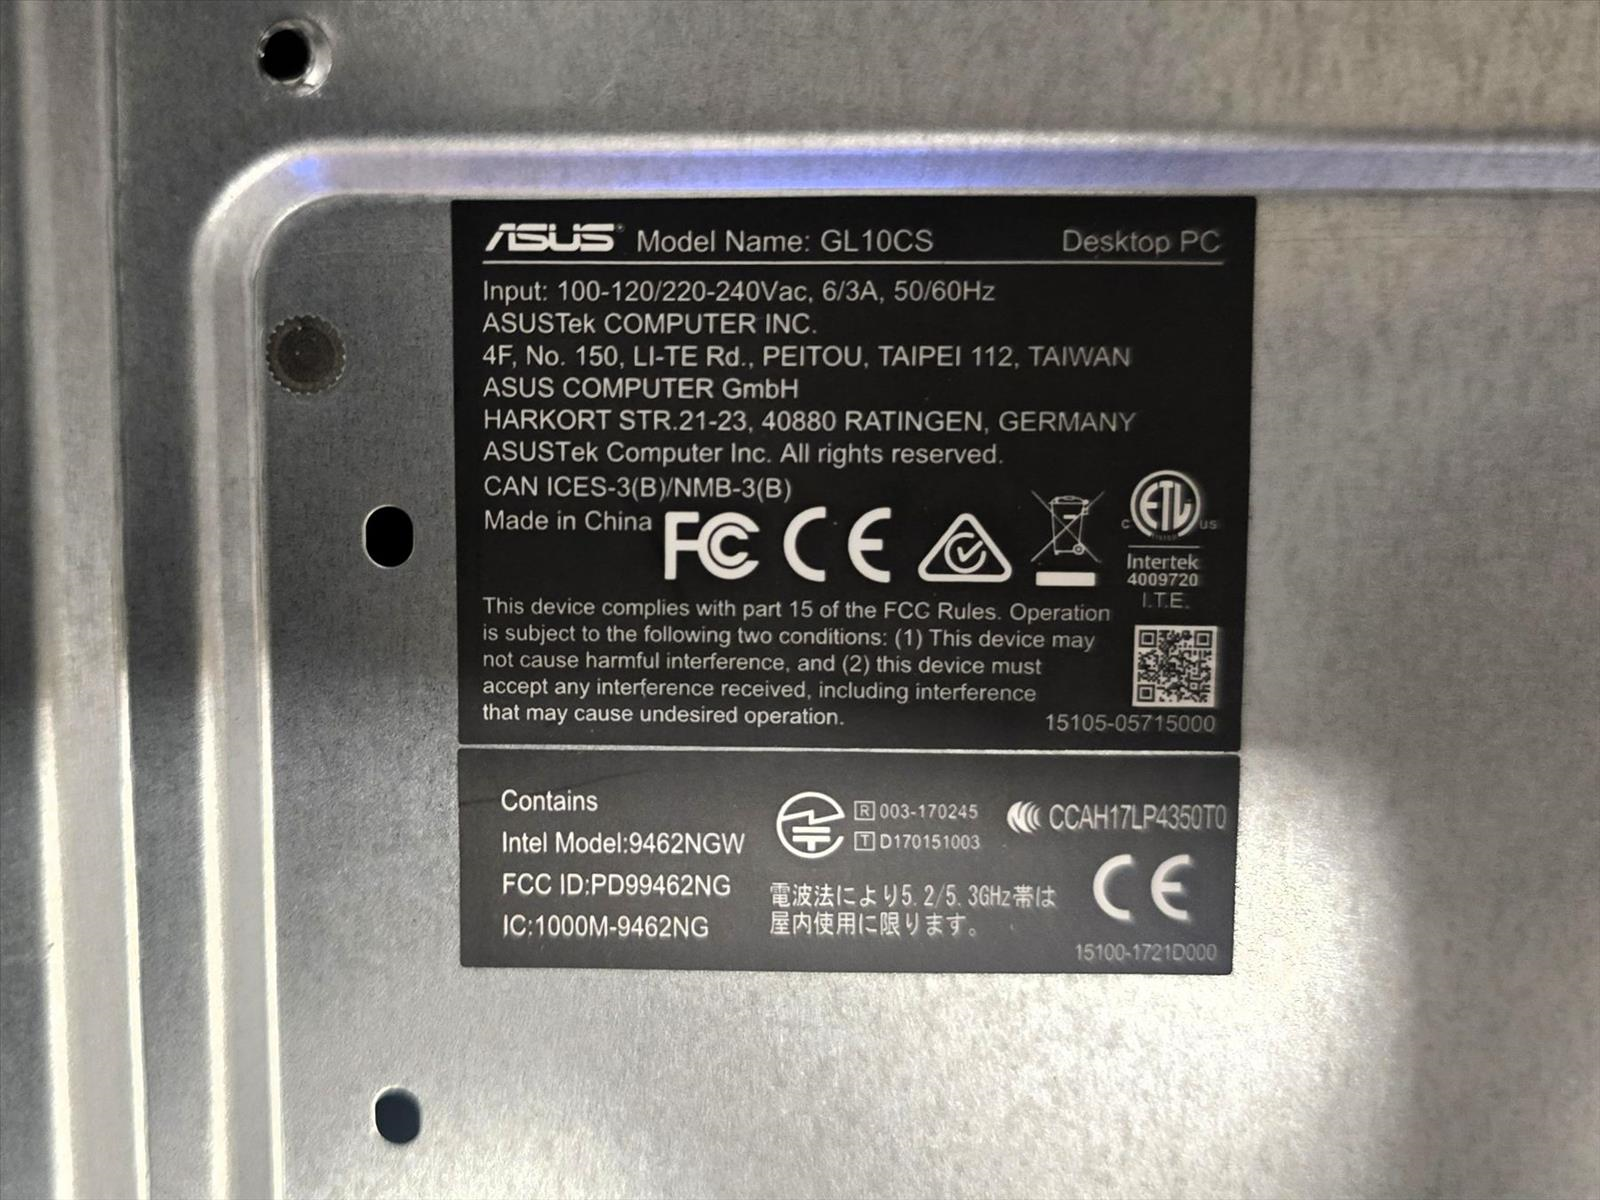 ASUS® Model Name: GL10CS Desktop PC
Input: 100-120/220-240Vac, 6/3A, 50/60Hz
ASUSTek COMPUTER INC.
4F, No. 150, LI-TE Rd., PEITOU, TAIPEI 112, TAIWAN
ASUS COMPUTER GmbH
HARKORT STR.21-23, 40880 RATINGEN, GERMANY
ASUSTek Computer Inc. All rights reserved.
CAN ICES-3(B)/NMB-3(B)
Made in China FC CE
C ETL US
LISTED
Intertek
4009720
I.T.E.
This device complies with part 15 of the FCC Rules. Operation
is subject to the following two conditions: (1) This device may
not cause harmful interference, and (2) this device must
accept any interference received, including interference
that may cause undesired operation.
15105-05715000
Contains
Intel Model:9462NGW
FCC ID:PD99462NG
IC:1000M-9462NG
R 003-170245
T D170151003
CCAH17LP4350T0
電波法により5.2/5.3GHz帯は
屋内使用に限ります。
CE
15100-1721D000